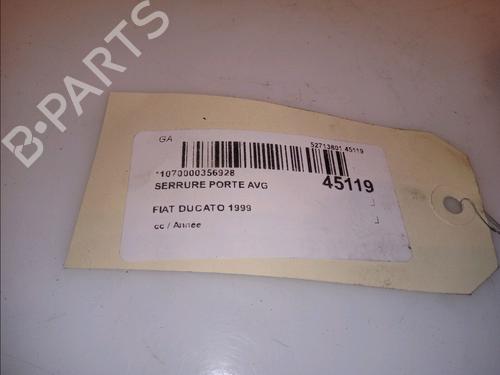 B-PARTS
GA
52713801 45119
*1070000356928
SERRURE PORTE AVG
45119
FIAT DUCATO 1999
cc / Année